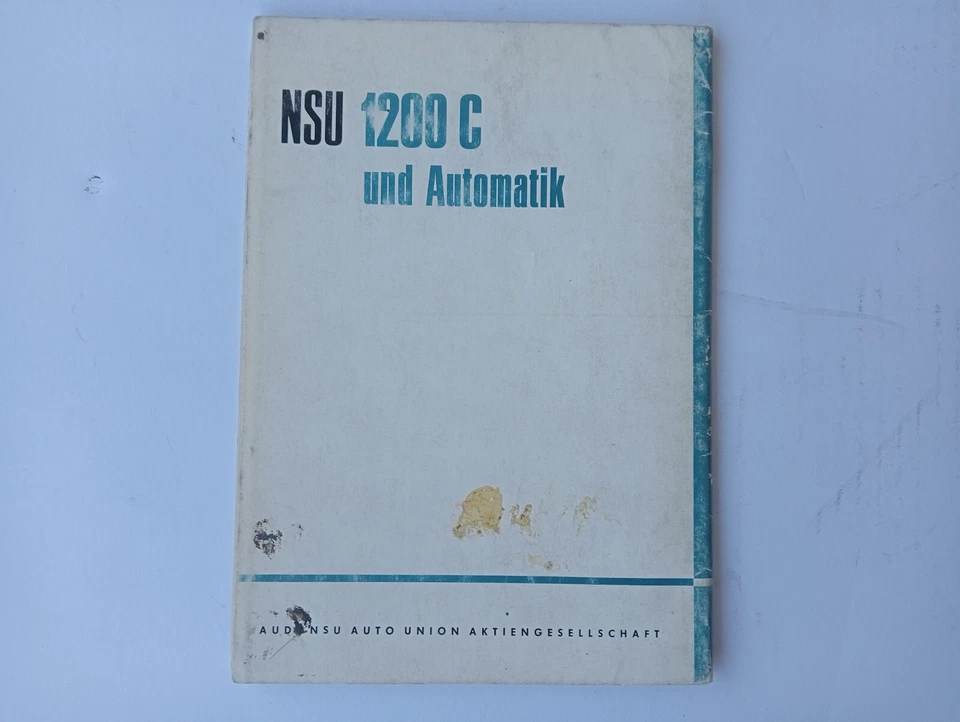 NSU 1200 C
und Automatik
AUDI NSU AUTO UNION AKTIENGESELLSCHAFT